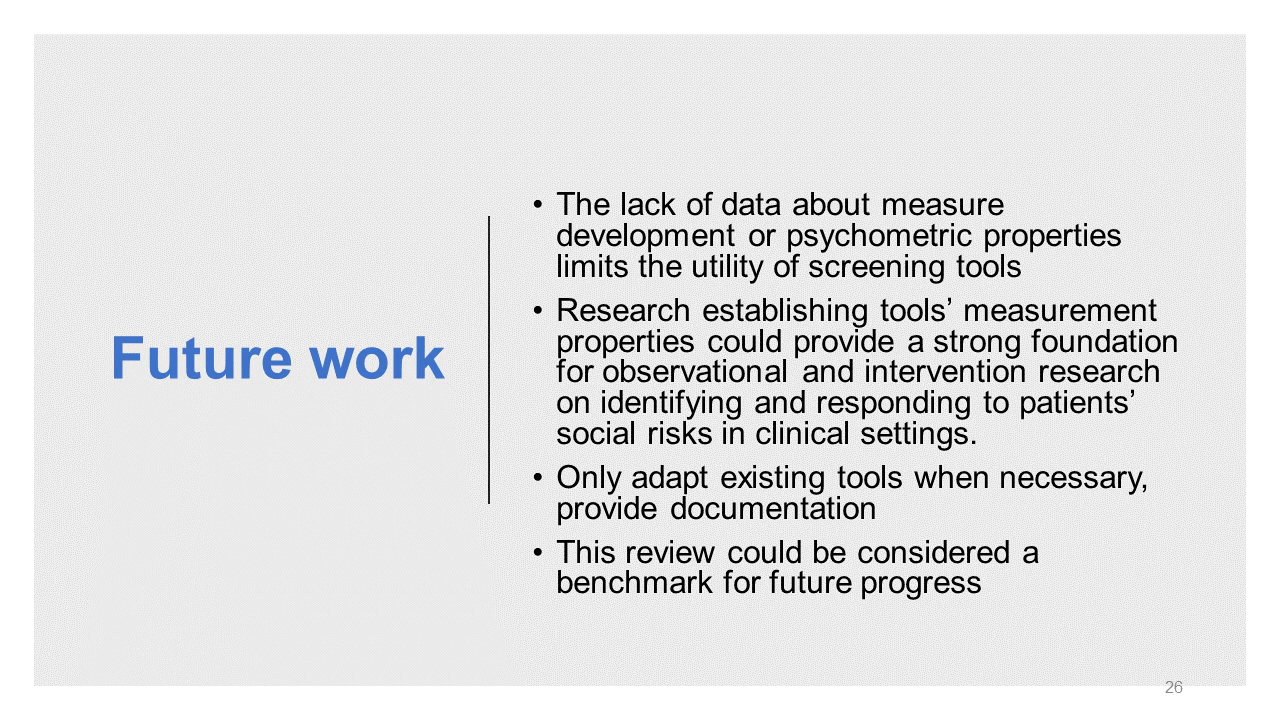 Future work
• The lack of data about measure
development or psychometric properties
limits the utility of screening tools
• Research establishing tools’ measurement
properties could provide a strong foundation
for observational and intervention research
on identifying and responding to patients’
social risks in clinical settings.
• Only adapt existing tools when necessary,
provide documentation
• This review could be considered a
benchmark for future progress
26